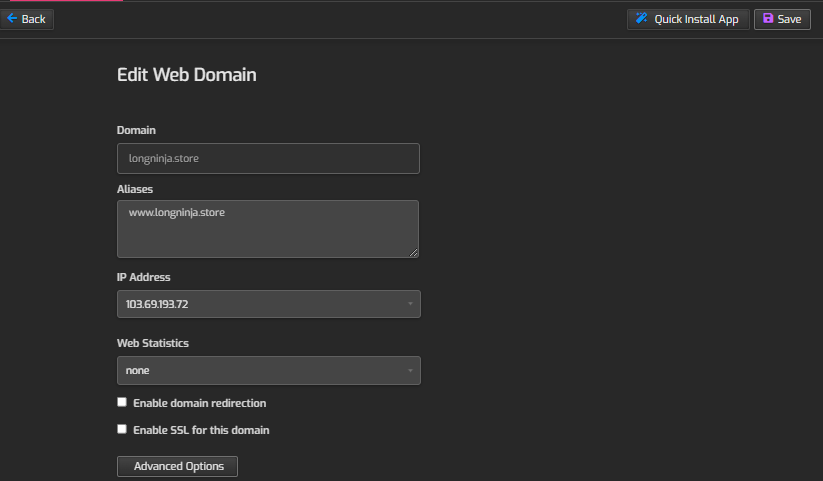 Back
Quick Install App
Save
Edit Web Domain
Domain
longninja.store
Aliases
www.longninja.store
IP Address
103.69.193.72
Web Statistics
none
Enable domain redirection
Enable SSL for this domain
Advanced Options